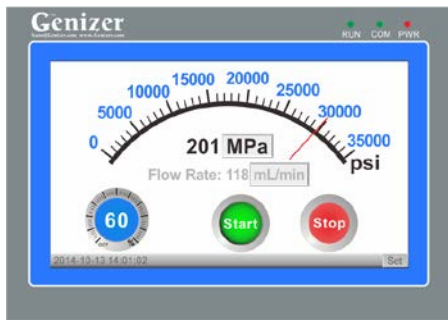 Genizer
RUN COM PWR
0 5000 10000 15000 20000 25000 30000 35000
psi
201 MPa
Flow Rate: 118 mL/min
60
OFF
Start
Stop
2014-10-13 14:01:02
Set